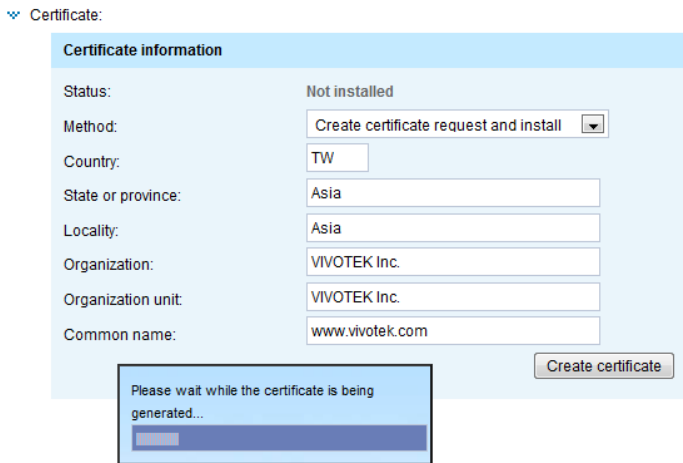 Certificate:
Certificate information
Status: Not installed
Method: Create certificate request and install
Country: TW
State or province: Asia
Locality: Asia
Organization: VIVOTEK Inc.
Organization unit: VIVOTEK Inc.
Common name: www.vivotek.com
Create certificate
Please wait while the certificate is being
generated...